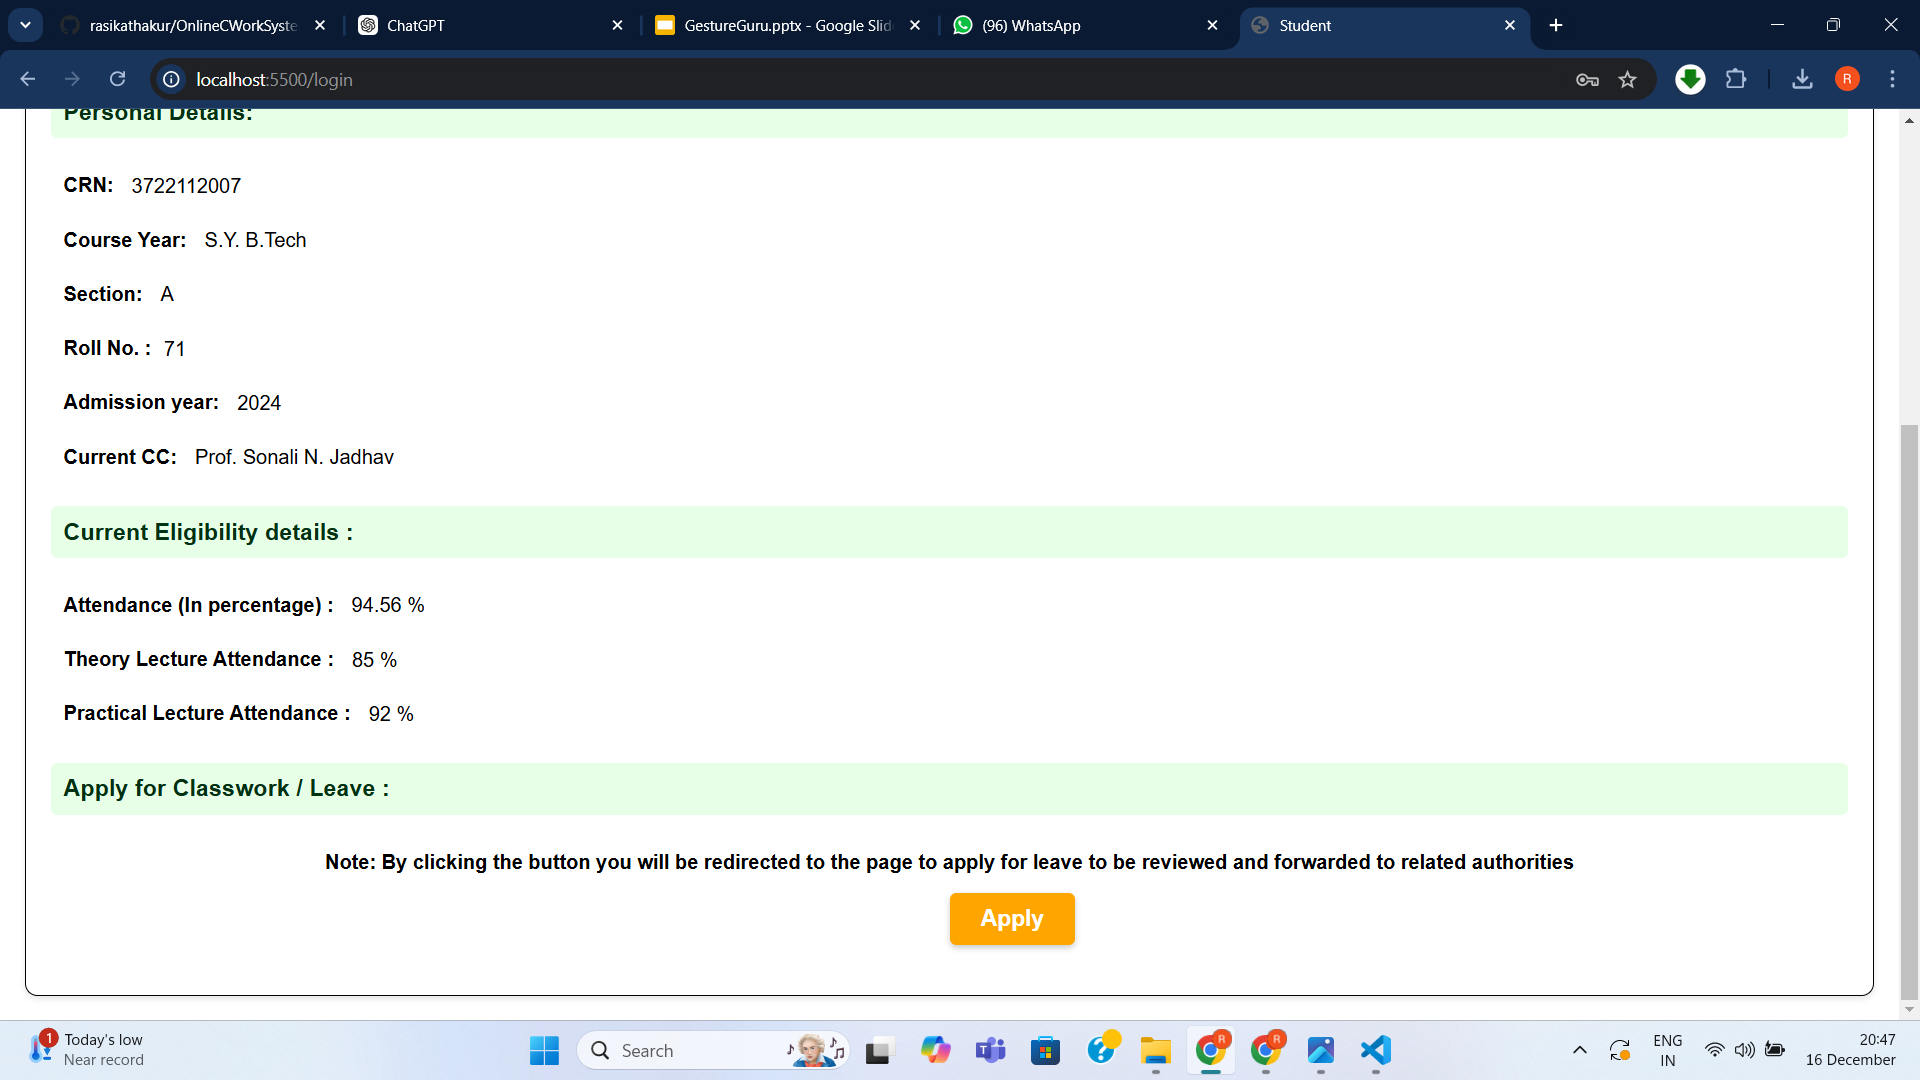 rasikathakur/OnlineCWorkSyste
ChatGPT
GestureGuru.pptx - Google Slid
(96) WhatsApp
Student
localhost:5500/login
R
Personal Details:
CRN: 3722112007
Course Year: S.Y. B.Tech
Section: A
Roll No. : 71
Admission year: 2024
Current CC: Prof. Sonali N. Jadhav
Current Eligibility details :
Attendance (In percentage) : 94.56 %
Theory Lecture Attendance : 85 %
Practical Lecture Attendance : 92 %
Apply for Classwork / Leave :
Note: By clicking the button you will be redirected to the page to apply for leave to be reviewed and forwarded to related authorities
Apply
1
Today's low
Near record
Search
R
R
ENG
IN
20:47
16 December